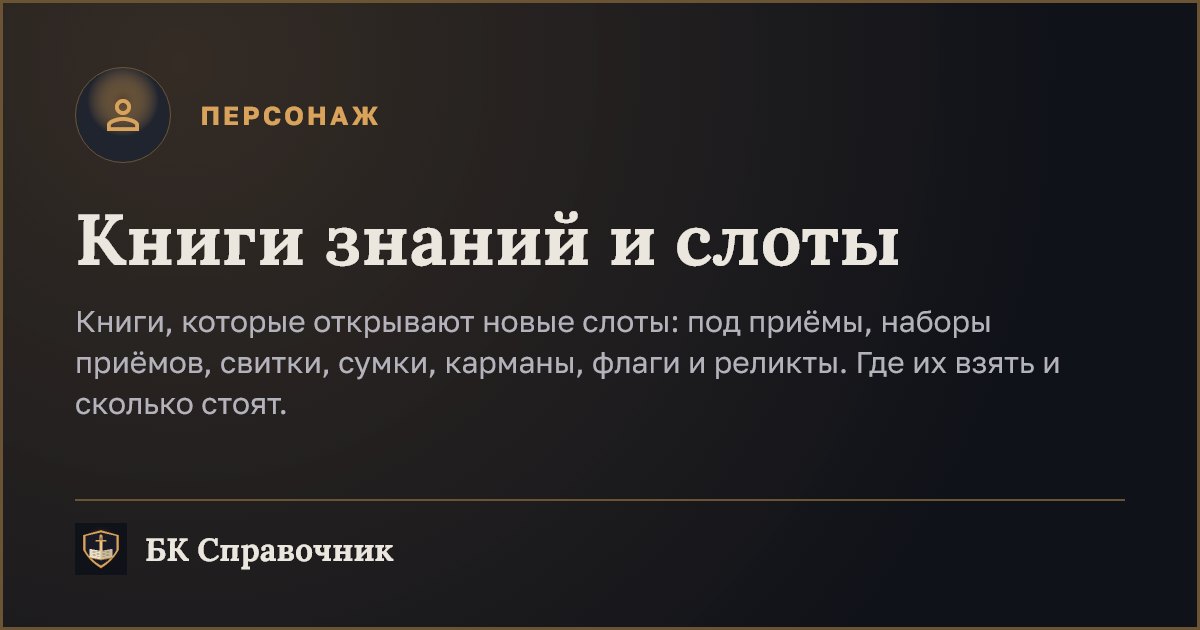 ПЕРСОНАЖ
Книги знаний и слоты
Книги, которые открывают новые слоты: под приёмы, наборы
приёмов, свитки, сумки, карманы, флаги и реликты. Где их взять и
сколько стоят.
БК Справочник